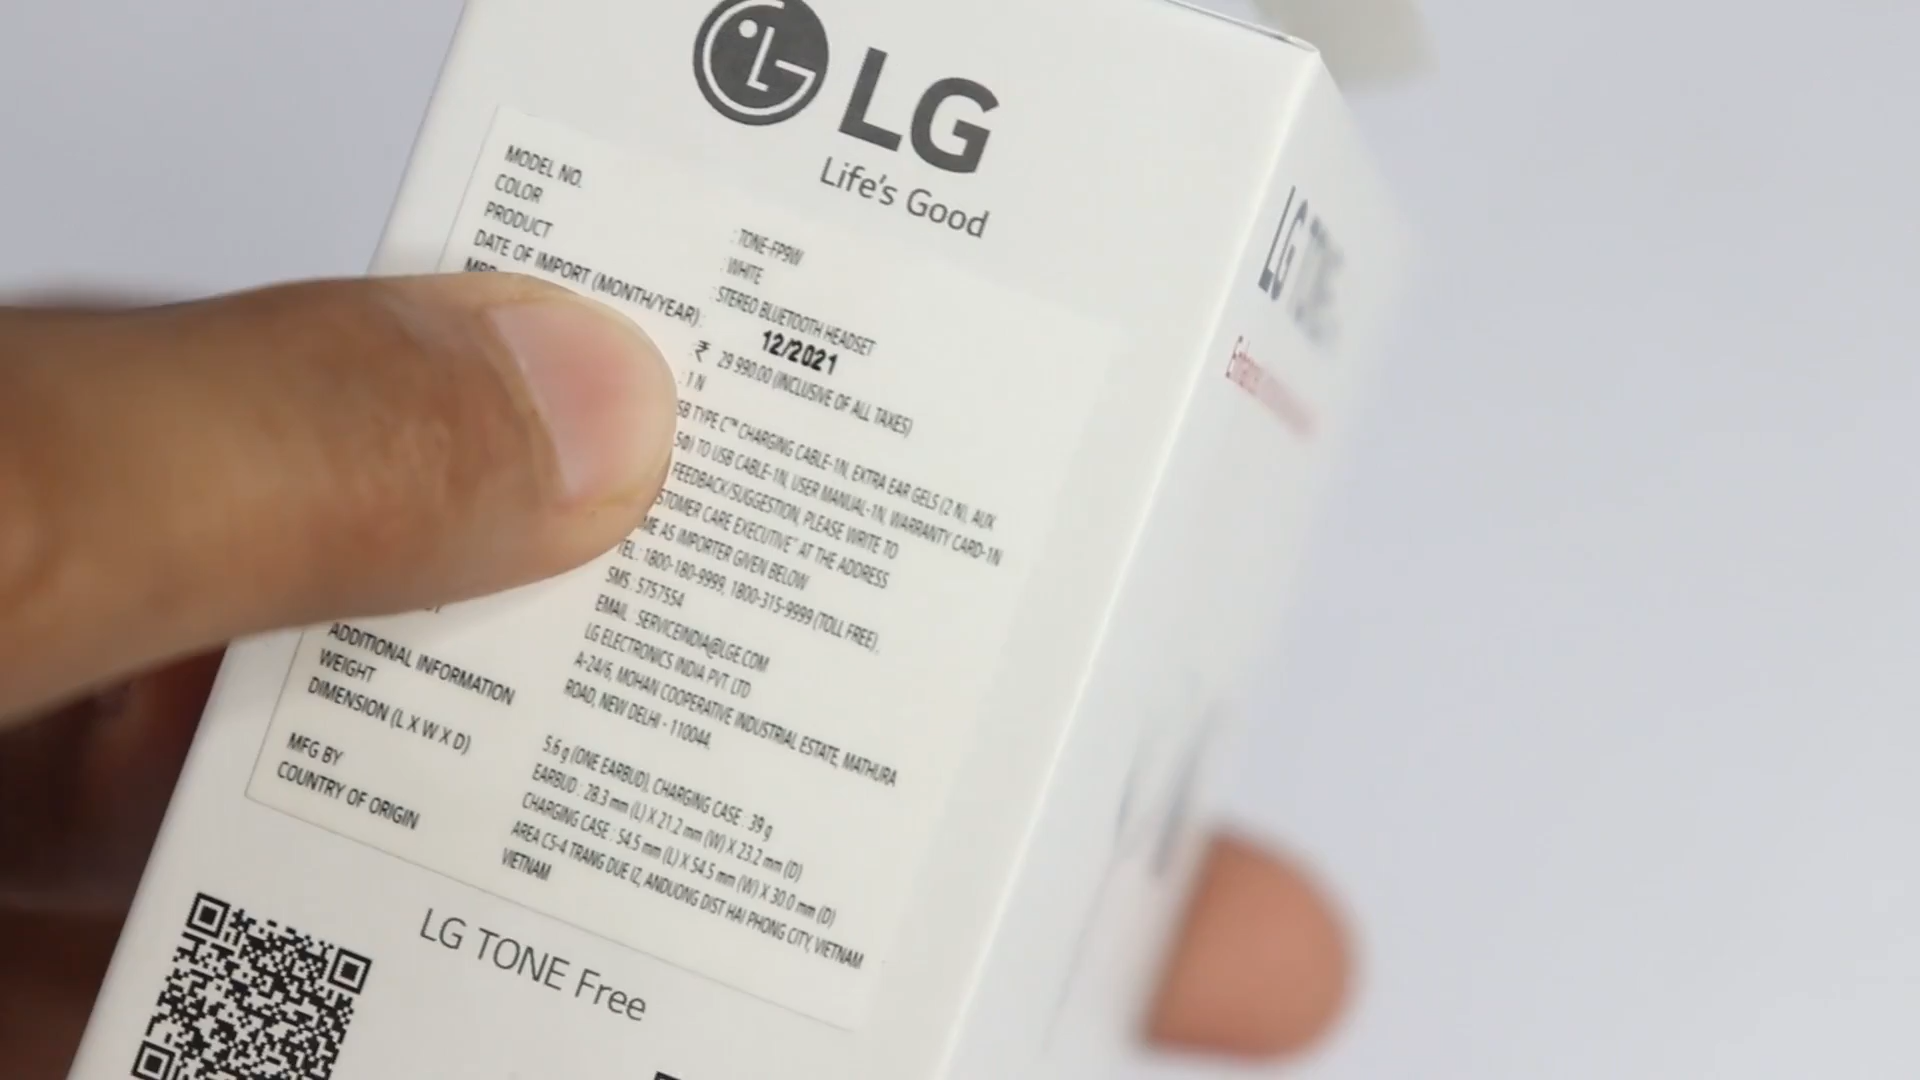 LG
Life's Good
MODEL NO. : TONE-FP9W
COLOR : WHITE
PRODUCT : STEREO BLUETOOTH HEADSET
DATE OF IMPORT (MONTH/YEAR) : 12/2021
MRP : ₹ 29 990.00 (INCLUSIVE OF ALL TAXES)
: 1 N
TYPE C™ CHARGING CABLE-1N, EXTRA EAR GELS (2 N), AUX
TO USB CABLE-1N, USER MANUAL-1N, WARRANTY CARD-1N
FEEDBACK/SUGGESTION, PLEASE WRITE TO
CARE EXECUTIVE" AT THE ADDRESS
AS IMPORTER GIVEN BELOW
TEL : 1800-180-9999, 1800-315-9999 (TOLL FREE),
SMS : 5757554
EMAIL : SERVICEINDIA@LGE.COM
LG ELECTRONICS INDIA PVT. LTD
A-24/6, MOHAN COOPERATIVE INDUSTRIAL ESTATE, MATHURA
ROAD, NEW DELHI - 110044.
ADDITIONAL INFORMATION
WEIGHT 5.6 g (ONE EARBUD), CHARGING CASE : 39 g
DIMENSION (L X W X D) EARBUD : 28.3 mm (L) X 21.2 mm (W) X 23.2 mm (D)
CHARGING CASE : 54.5 mm (L) X 54.5 mm (W) X 30.0 mm (D)
MFG BY AREA CS-4 TRANG DUE IZ, ANDUONG DIST HAI PHONG CITY, VIETNAM
COUNTRY OF ORIGIN VIETNAM
LG TONE Free
LG TONE